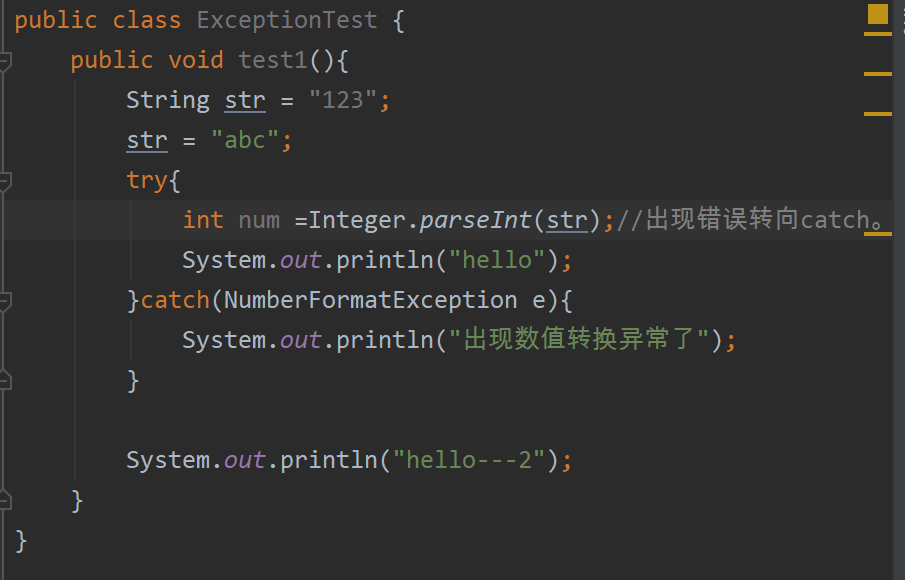 public class ExceptionTest {
public void test1(){
String str = "123";
str = "abc";
try{
int num =Integer.parseInt(str);//出现错误转向catch。
System.out.println("hello");
}catch(NumberFormatException e){
System.out.println("出现数值转换异常了");
}
System.out.println("hello---2");
}
}